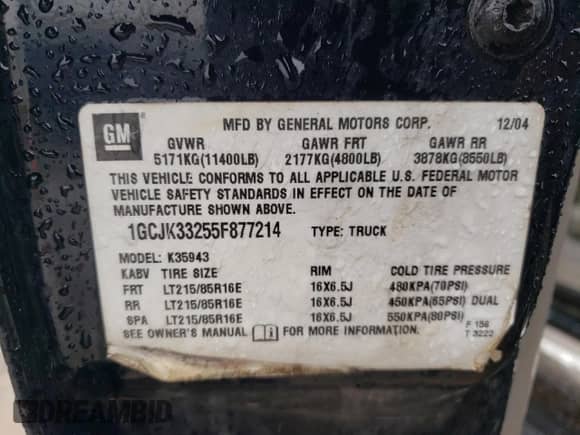 GM
MFD BY GENERAL MOTORS CORP. 12/04
GVWR GAWR FRT GAWR RR
5171KG(11400LB) 2177KG(4800LB) 3878KG(8550LB)
THIS VEHICLE CONFORMS TO ALL APPLICABLE U.S. FEDERAL MOTOR
VEHICLE SAFETY STANDARDS IN EFFECT ON THE DATE OF
MANUFACTURE SHOWN ABOVE.
1GCJK33255F877214 TYPE: TRUCK
MODEL: K35943
KABV TIRE SIZE RIM COLD TIRE PRESSURE
FRT LT215/85R16E 16X6.5J 480KPA(70PSI)
RR LT215/85R16E 16X6.5J 450KPA(65PSI) DUAL
SPA LT215/85R16E 16X6.5J 550KPA(80PSI)
SEE OWNER'S MANUAL FOR MORE INFORMATION.
F 156
T 3222
DREAMBID